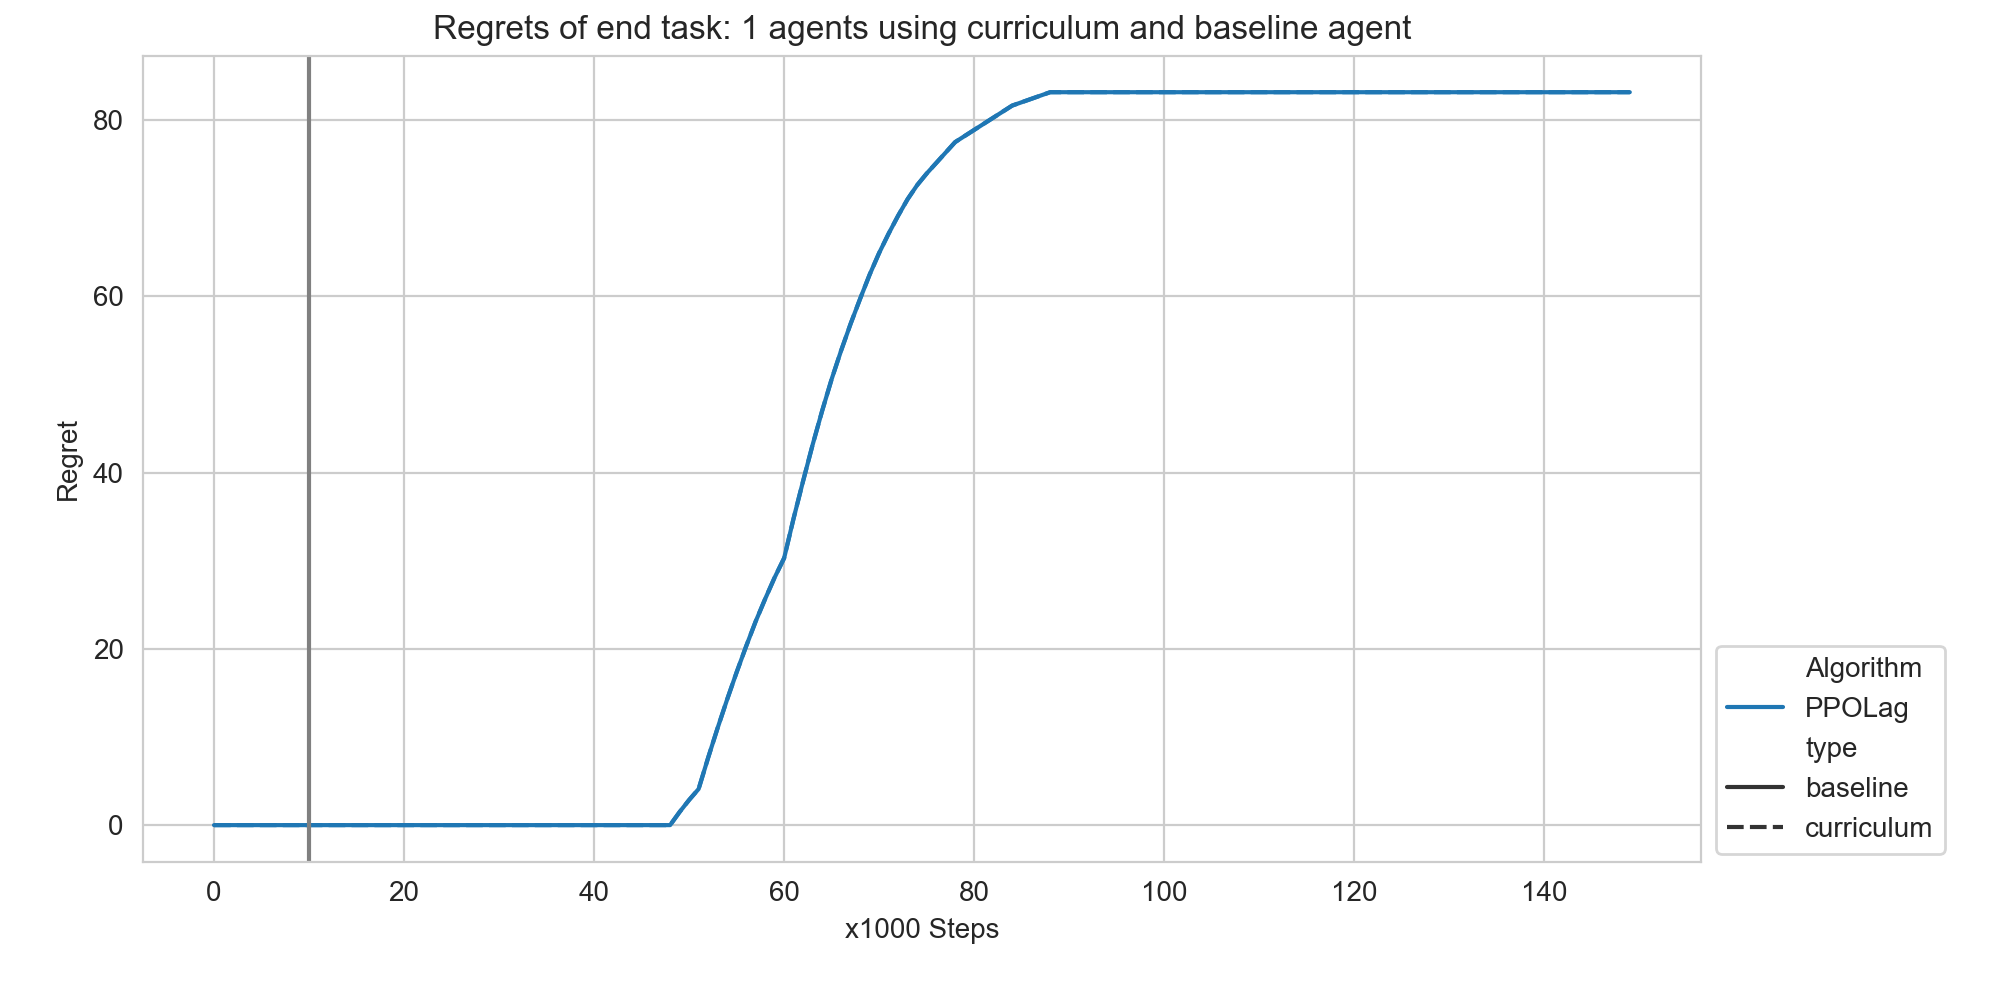 Regrets of end task: 1 agents using curriculum and baseline agent
80
60
40
20
0
Regret
0 20 40 60 80 100 120 140
x1000 Steps
Algorithm
PPOLag
type
baseline
curriculum